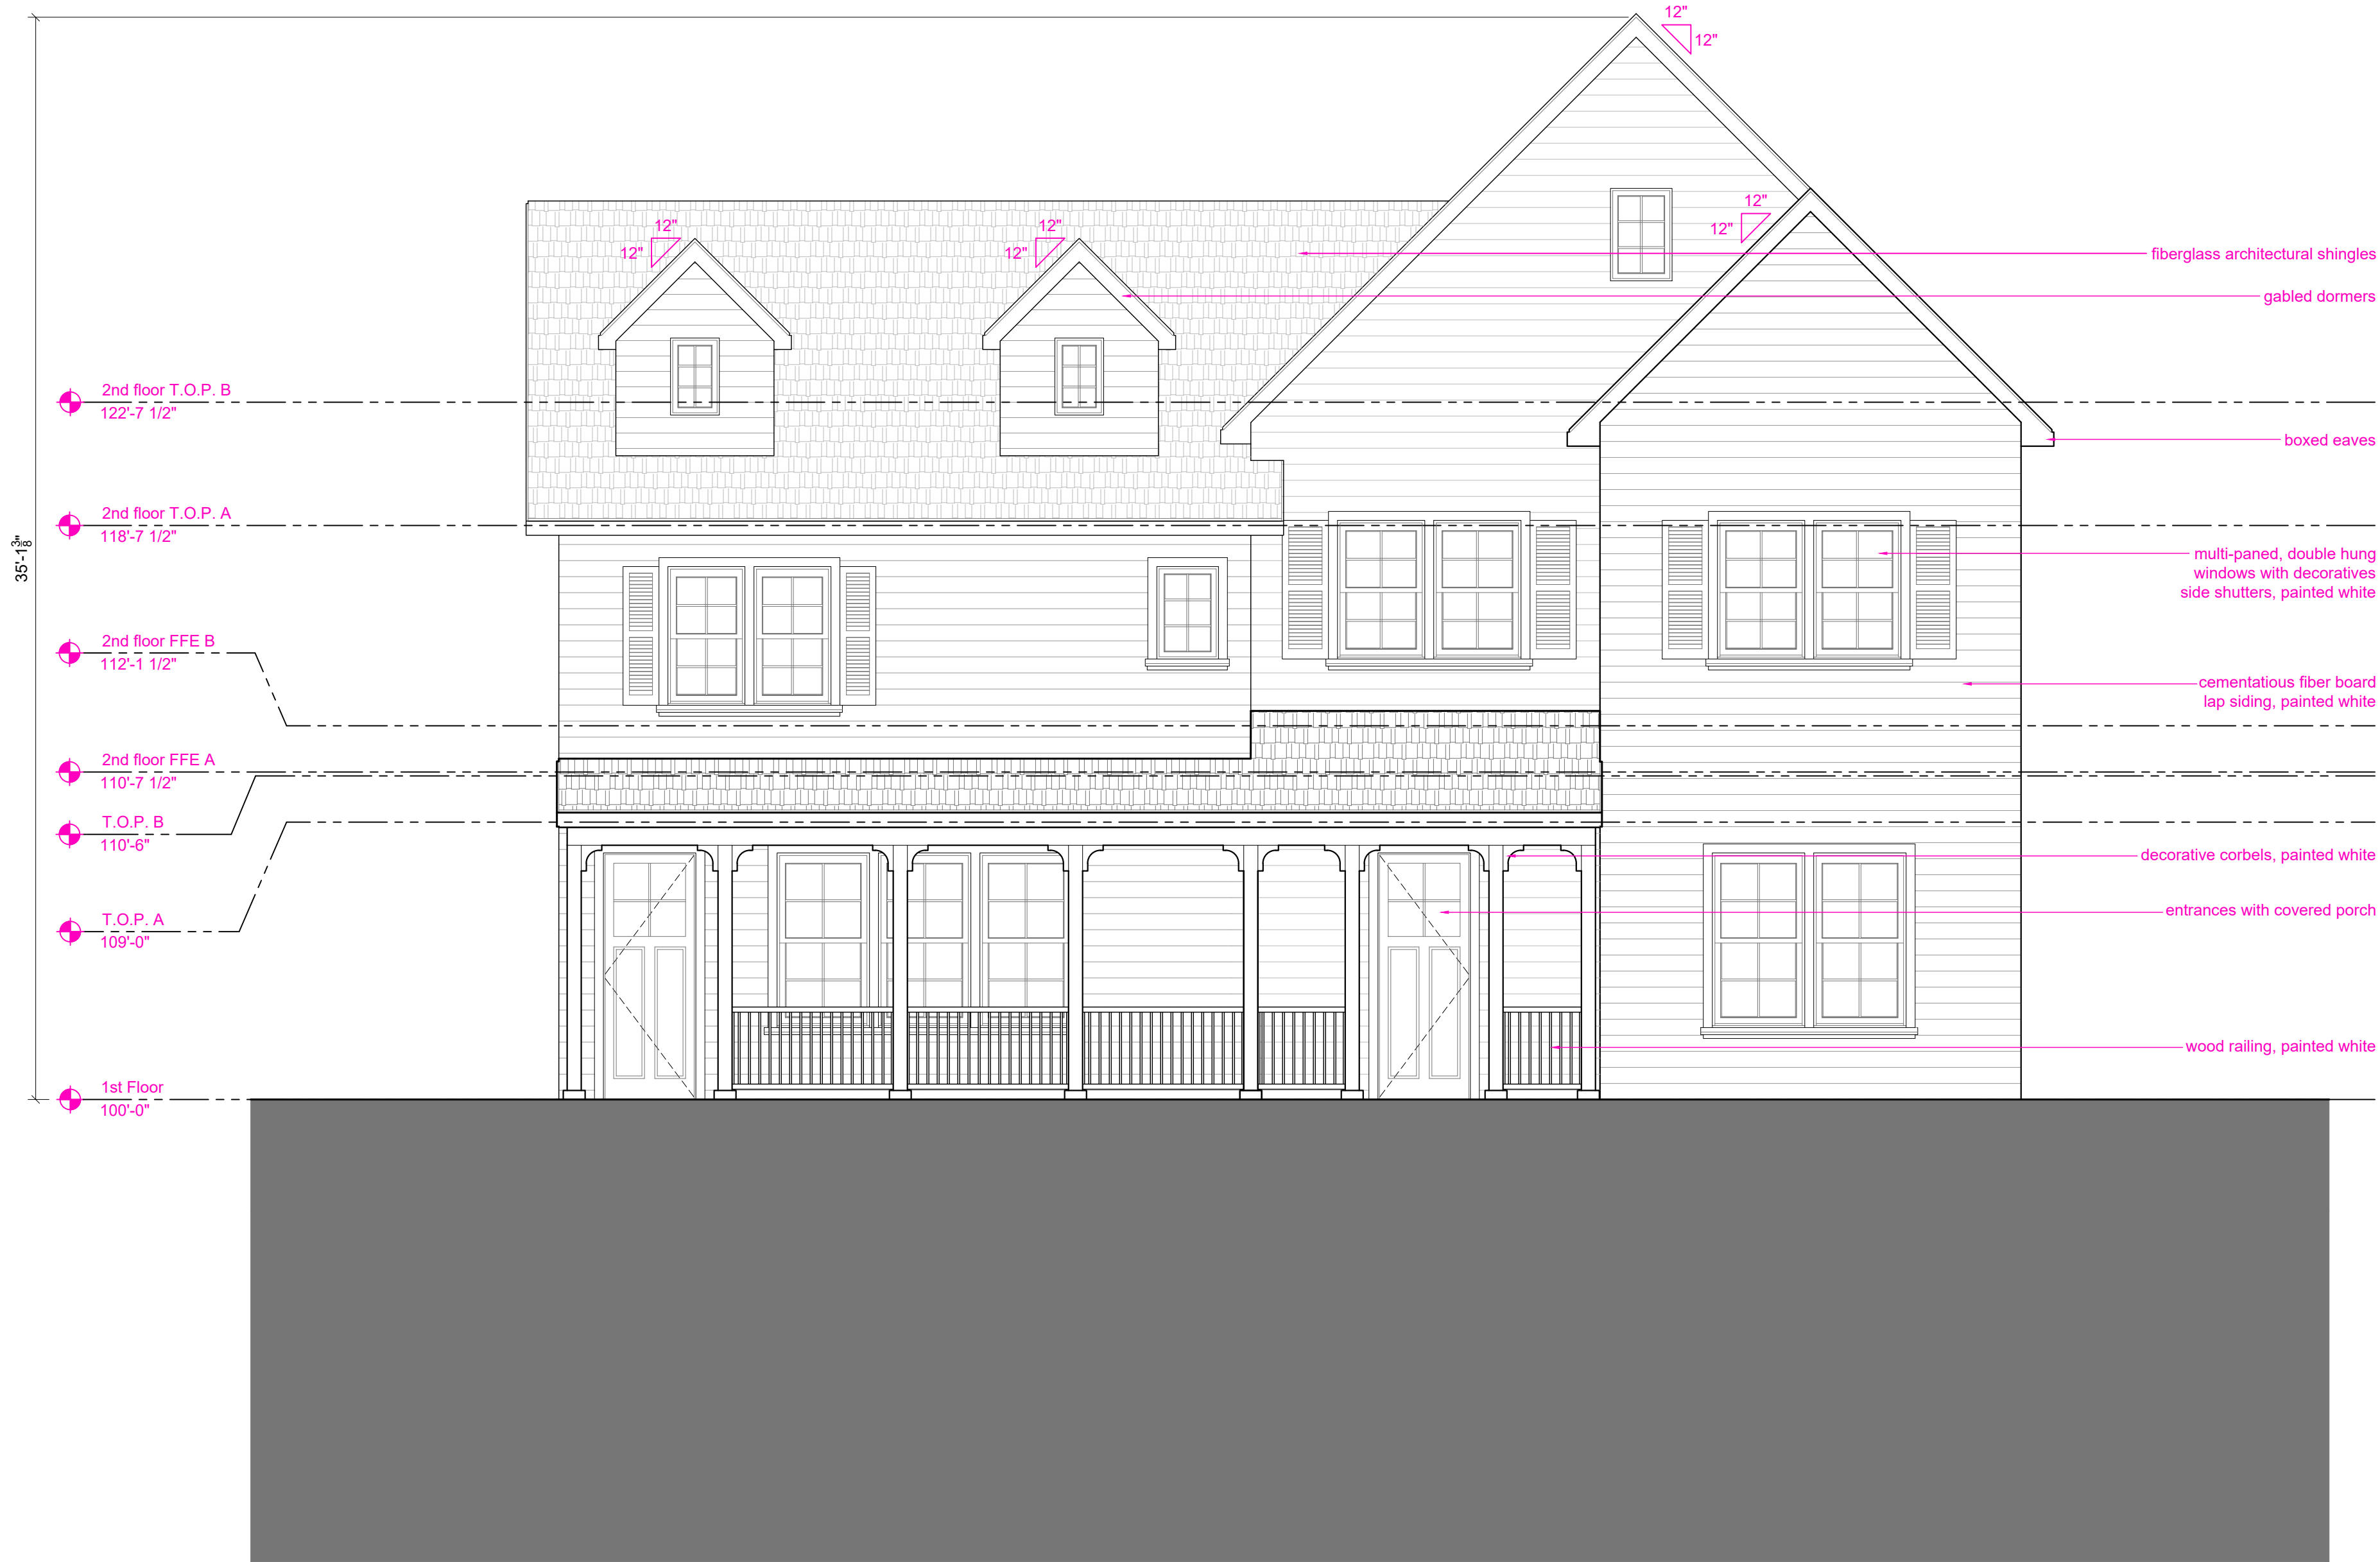 12"
12"
12"
12"
12"
12"
12"
12"
fiberglass architectural shingles
gabled dormers
2nd floor T.O.P. B
122'-7 1/2"
boxed eaves
2nd floor T.O.P. A
118'-7 1/2"
35'-1 3/8"
multi-paned, double hung
windows with decoratives
side shutters, painted white
2nd floor FFE B
112'-1 1/2"
cementatious fiber board
lap siding, painted white
2nd floor FFE A
110'-7 1/2"
T.O.P. B
110'-6"
decorative corbels, painted white
T.O.P. A
109'-0"
entrances with covered porch
wood railing, painted white
1st Floor
100'-0"